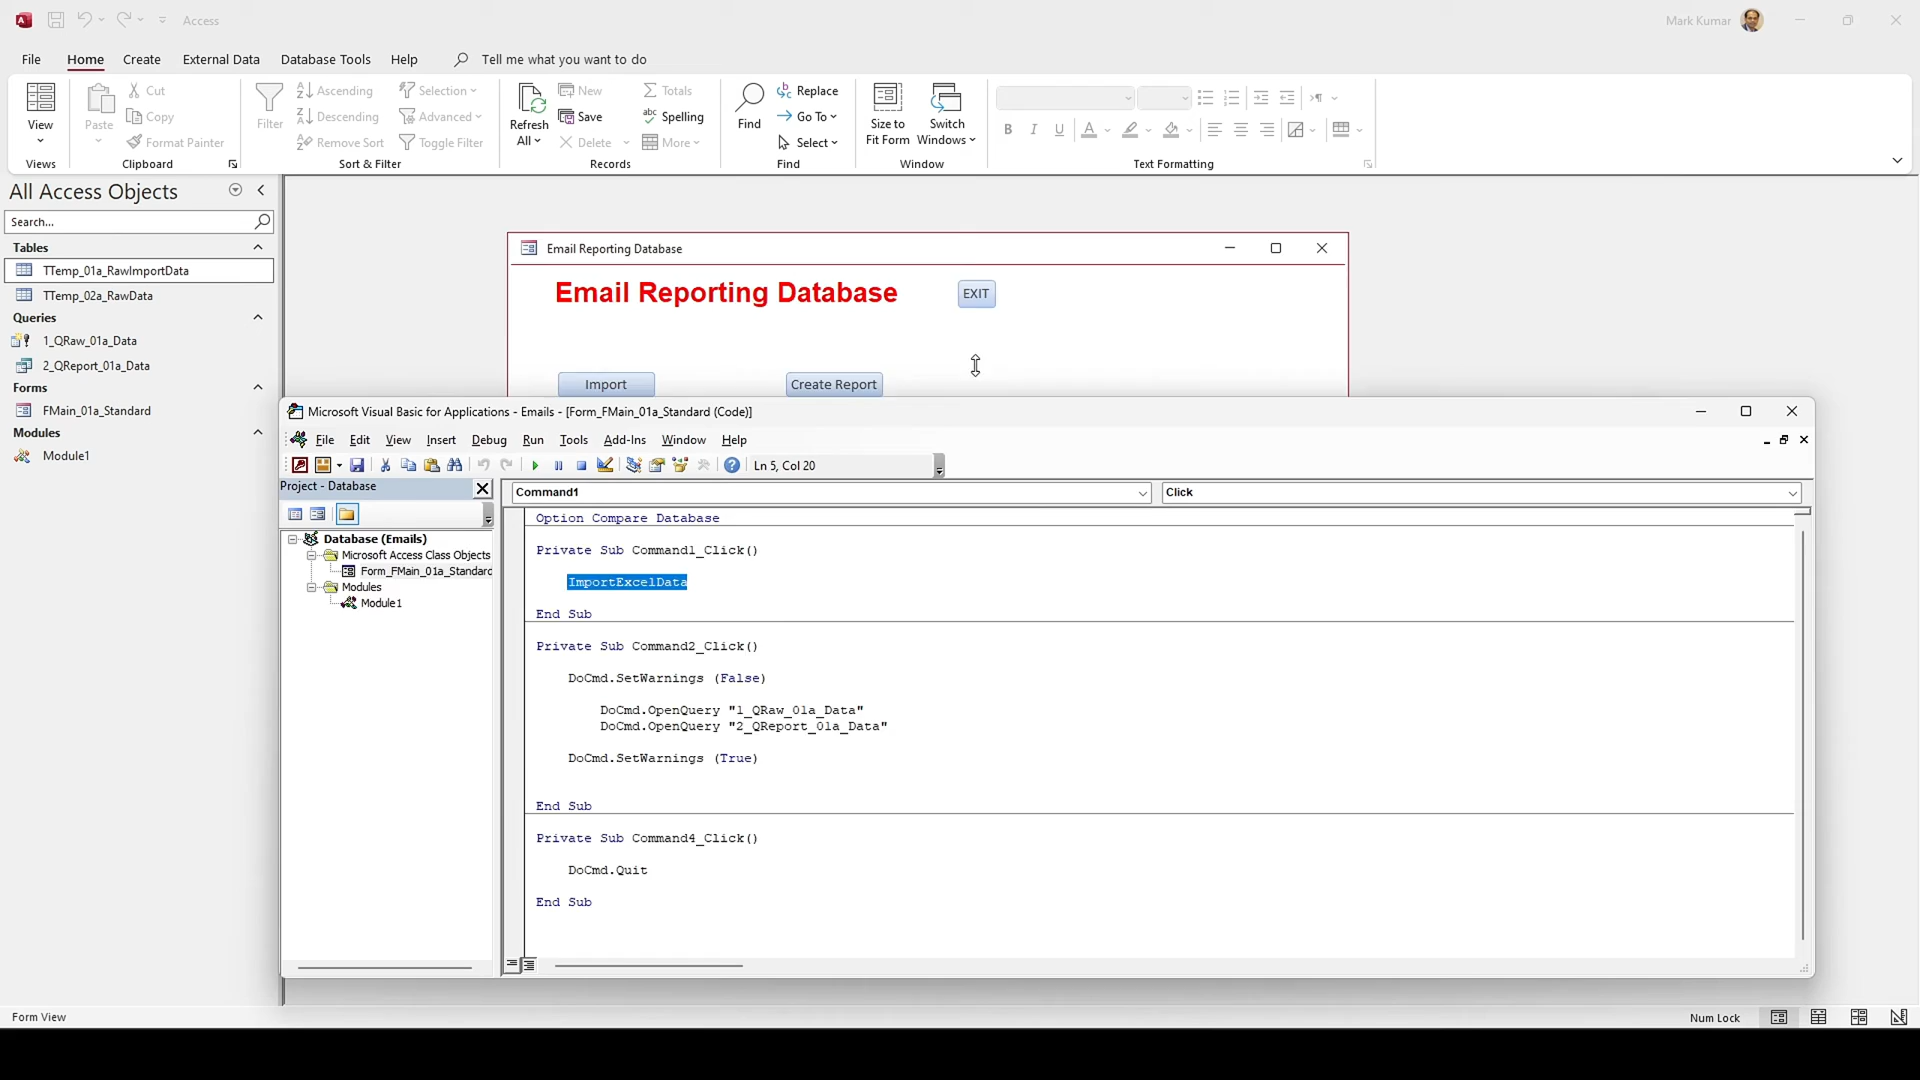 Access
Mark Kumar
File Home Create External Data Database Tools Help Tell me what you want to do
View
Views
Paste
Cut
Copy
Format Painter
Clipboard
Filter
Ascending
Descending
Remove Sort
Selection
Advanced
Toggle Filter
Sort & Filter
Refresh
All
New
Save
Delete
Totals
Spelling
More
Records
Find
Replace
Go To
Select
Find
Size to
Fit Form
Switch
Windows
Window
B I U A
Text Formatting
All Access Objects
Search...
Tables
TTemp_01a_RawImportData
TTemp_02a_RawData
Queries
1_QRaw_01a_Data
2_QReport_01a_Data
Forms
FMain_01a_Standard
Modules
Module1
Email Reporting Database
Email Reporting Database
EXIT
Import
Create Report
Microsoft Visual Basic for Applications - Emails - [Form_FMain_01a_Standard (Code)]
File Edit View Insert Debug Run Tools Add-Ins Window Help
Ln 5, Col 20
Project - Database
Database (Emails)
Microsoft Access Class Objects
Form_FMain_01a_Standard
Modules
Module1
Command1
Click
Option Compare Database
Private Sub Command1_Click()
ImportExcelData
End Sub
Private Sub Command2_Click()
DoCmd.SetWarnings (False)
DoCmd.OpenQuery "1_QRaw_01a_Data"
DoCmd.OpenQuery "2_QReport_01a_Data"
DoCmd.SetWarnings (True)
End Sub
Private Sub Command4_Click()
DoCmd.Quit
End Sub
Form View
Num Lock